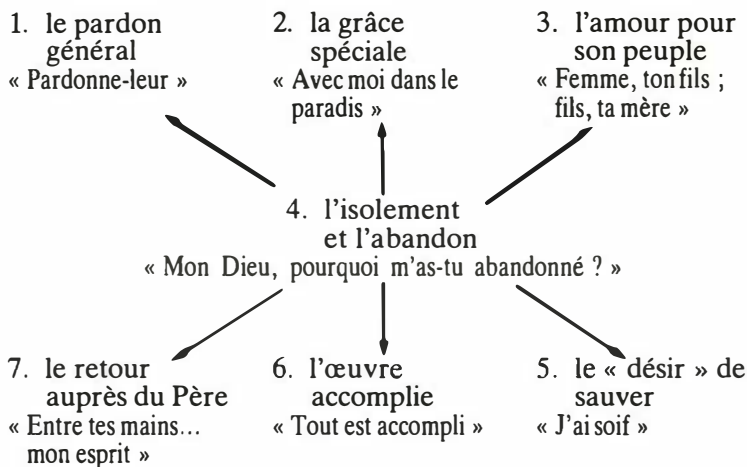 1. le pardon
général
« Pardonne-leur »
2. la grâce
spéciale
« Avec moi dans le
paradis »
3. l'amour pour
son peuple
« Femme, ton fils ;
fils, ta mère »
4. l'isolement
et l'abandon
« Mon Dieu, pourquoi m'as-tu abandonné ? »
7. le retour
auprès du Père
« Entre tes mains...
mon esprit »
6. l'œuvre
accomplie
« Tout est accompli »
5. le « désir » de
sauver
« J'ai soif »